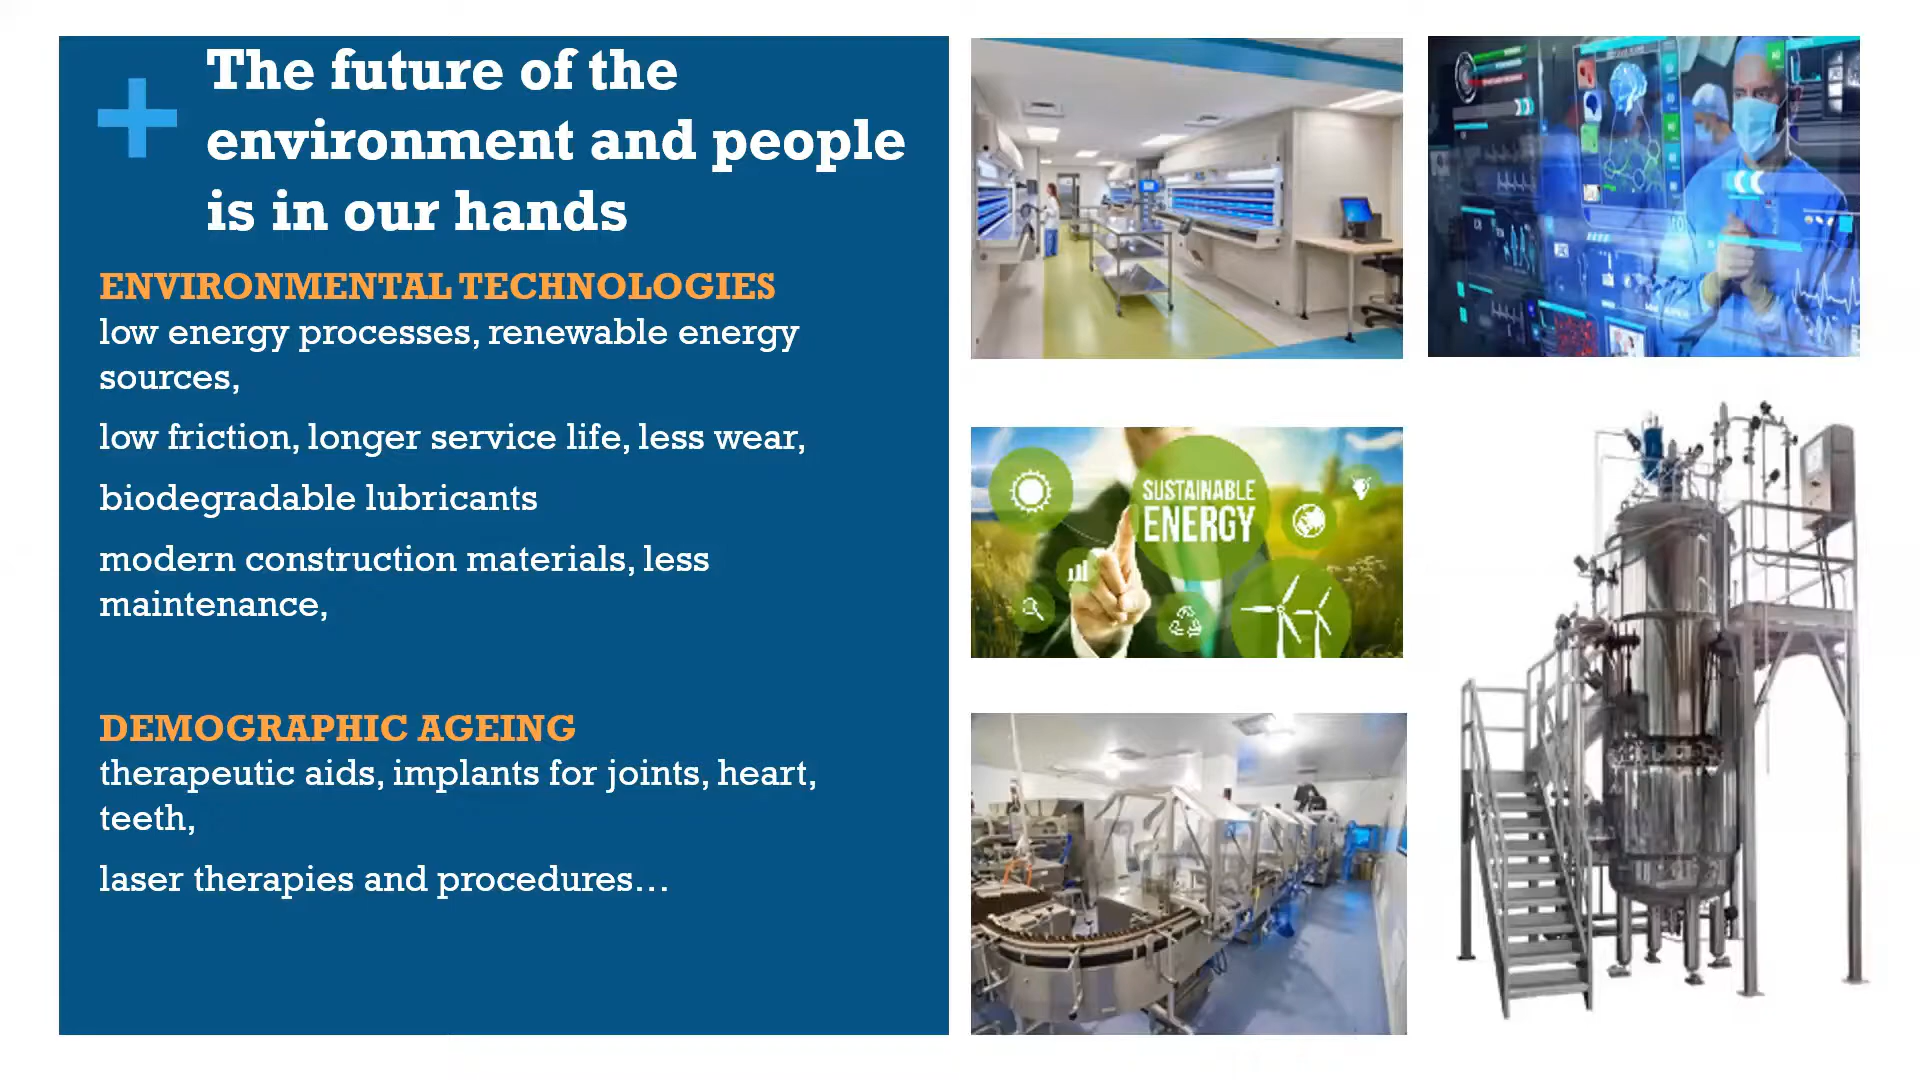 The future of the
environment and people
is in our hands
ENVIRONMENTAL TECHNOLOGIES
low energy processes, renewable energy
sources,
low friction, longer service life, less wear,
biodegradable lubricants
modern construction materials, less
maintenance,
DEMOGRAPHIC AGEING
therapeutic aids, implants for joints, heart,
teeth,
laser therapies and procedures…
SUSTAINABLE
ENERGY